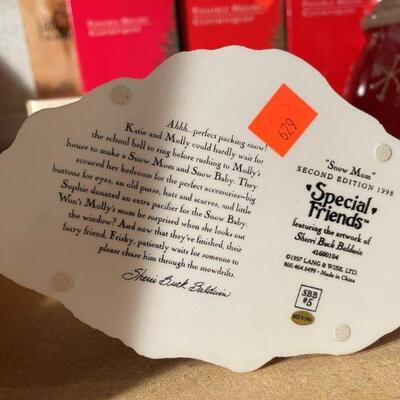 Ahhh--perfect packing snow!
Katie and Molly could hardly wait for
the school bell to ring before rushing to Molly's
house to make a Snow Mom and Snow Baby. They
scoured her bedroom for the perfect accessories--big
buttons for eyes, an old purse, hats and scarves, and little
Sophie donated an extra pacifier for the Snow Baby.
Won't Molly's mom be surprised when she looks out
the window? And now that they've finished, their
furry friend, Frisky, patiently waits for someone to
please chase him through the snowdrifts.
Sherri Buck Baldwin
629
"Snow Mom"
SECOND EDITION 1998
Special
Friends™
featuring the artwork of
Sherri Buck Baldwin
41600104
©1997 LANG & WISE, LTD.
800.464.5499 • Made in China
SBB
#5